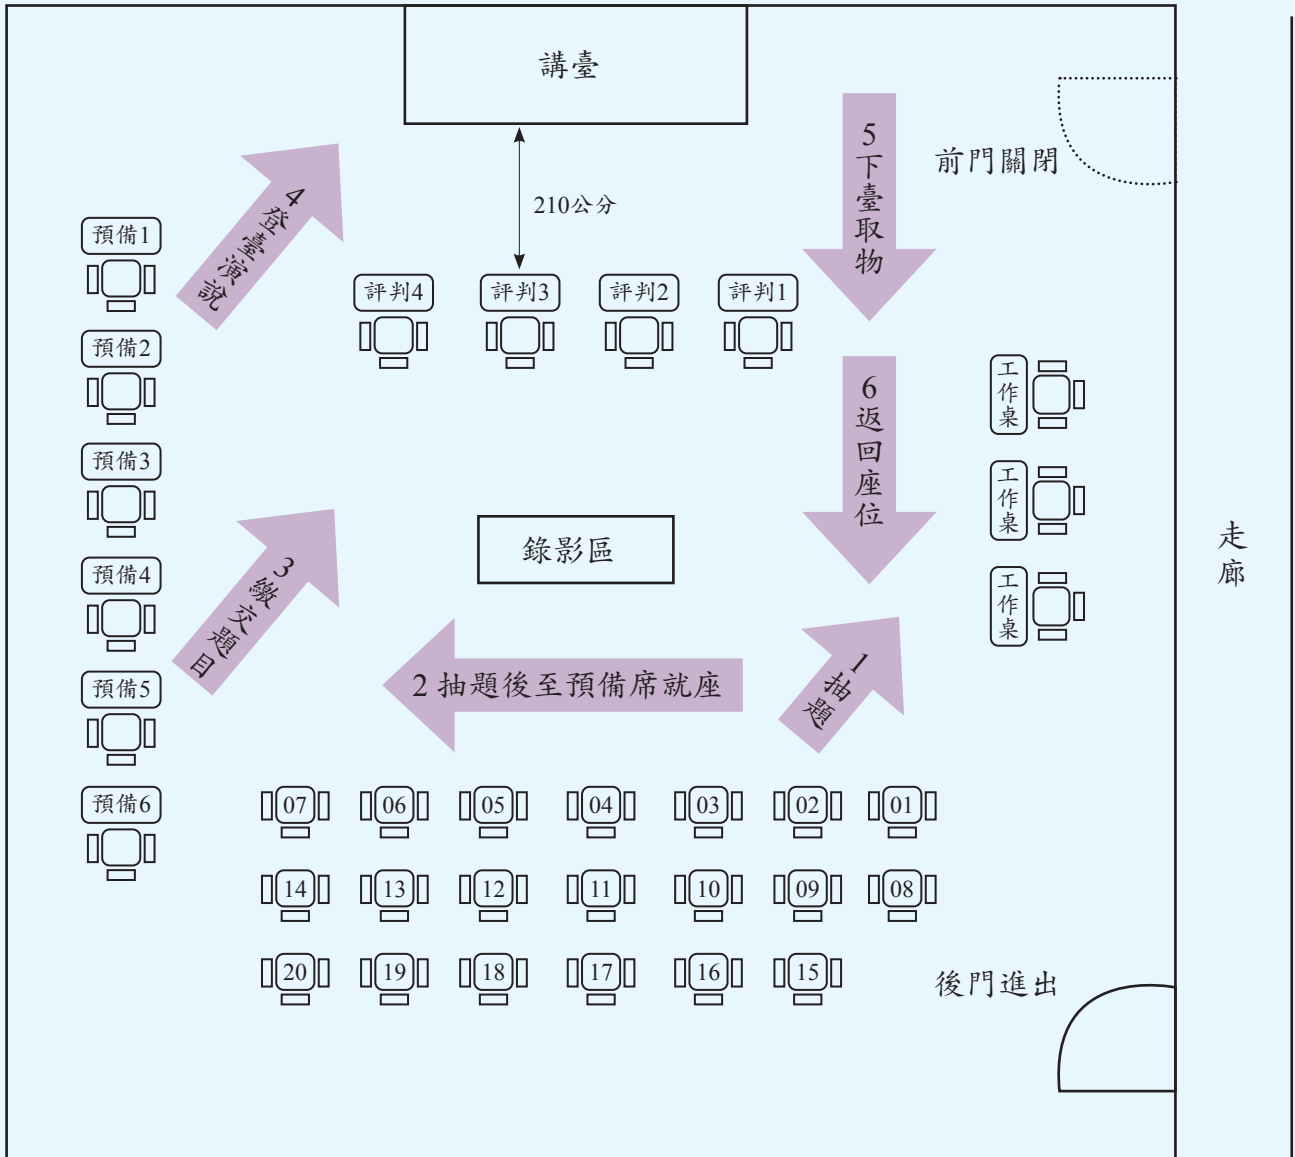 講臺
5下臺取物
前門關閉
4登臺演說
210公分
預備1
預備2
預備3
預備4
預備5
預備6
評判4
評判3
評判2
評判1
6返回座位
工作桌
工作桌
工作桌
走廊
錄影區
3繳交題目
2 抽題後至預備席就座
1抽題
07 06 05 04 03 02 01
14 13 12 11 10 09 08
20 19 18 17 16 15
後門進出